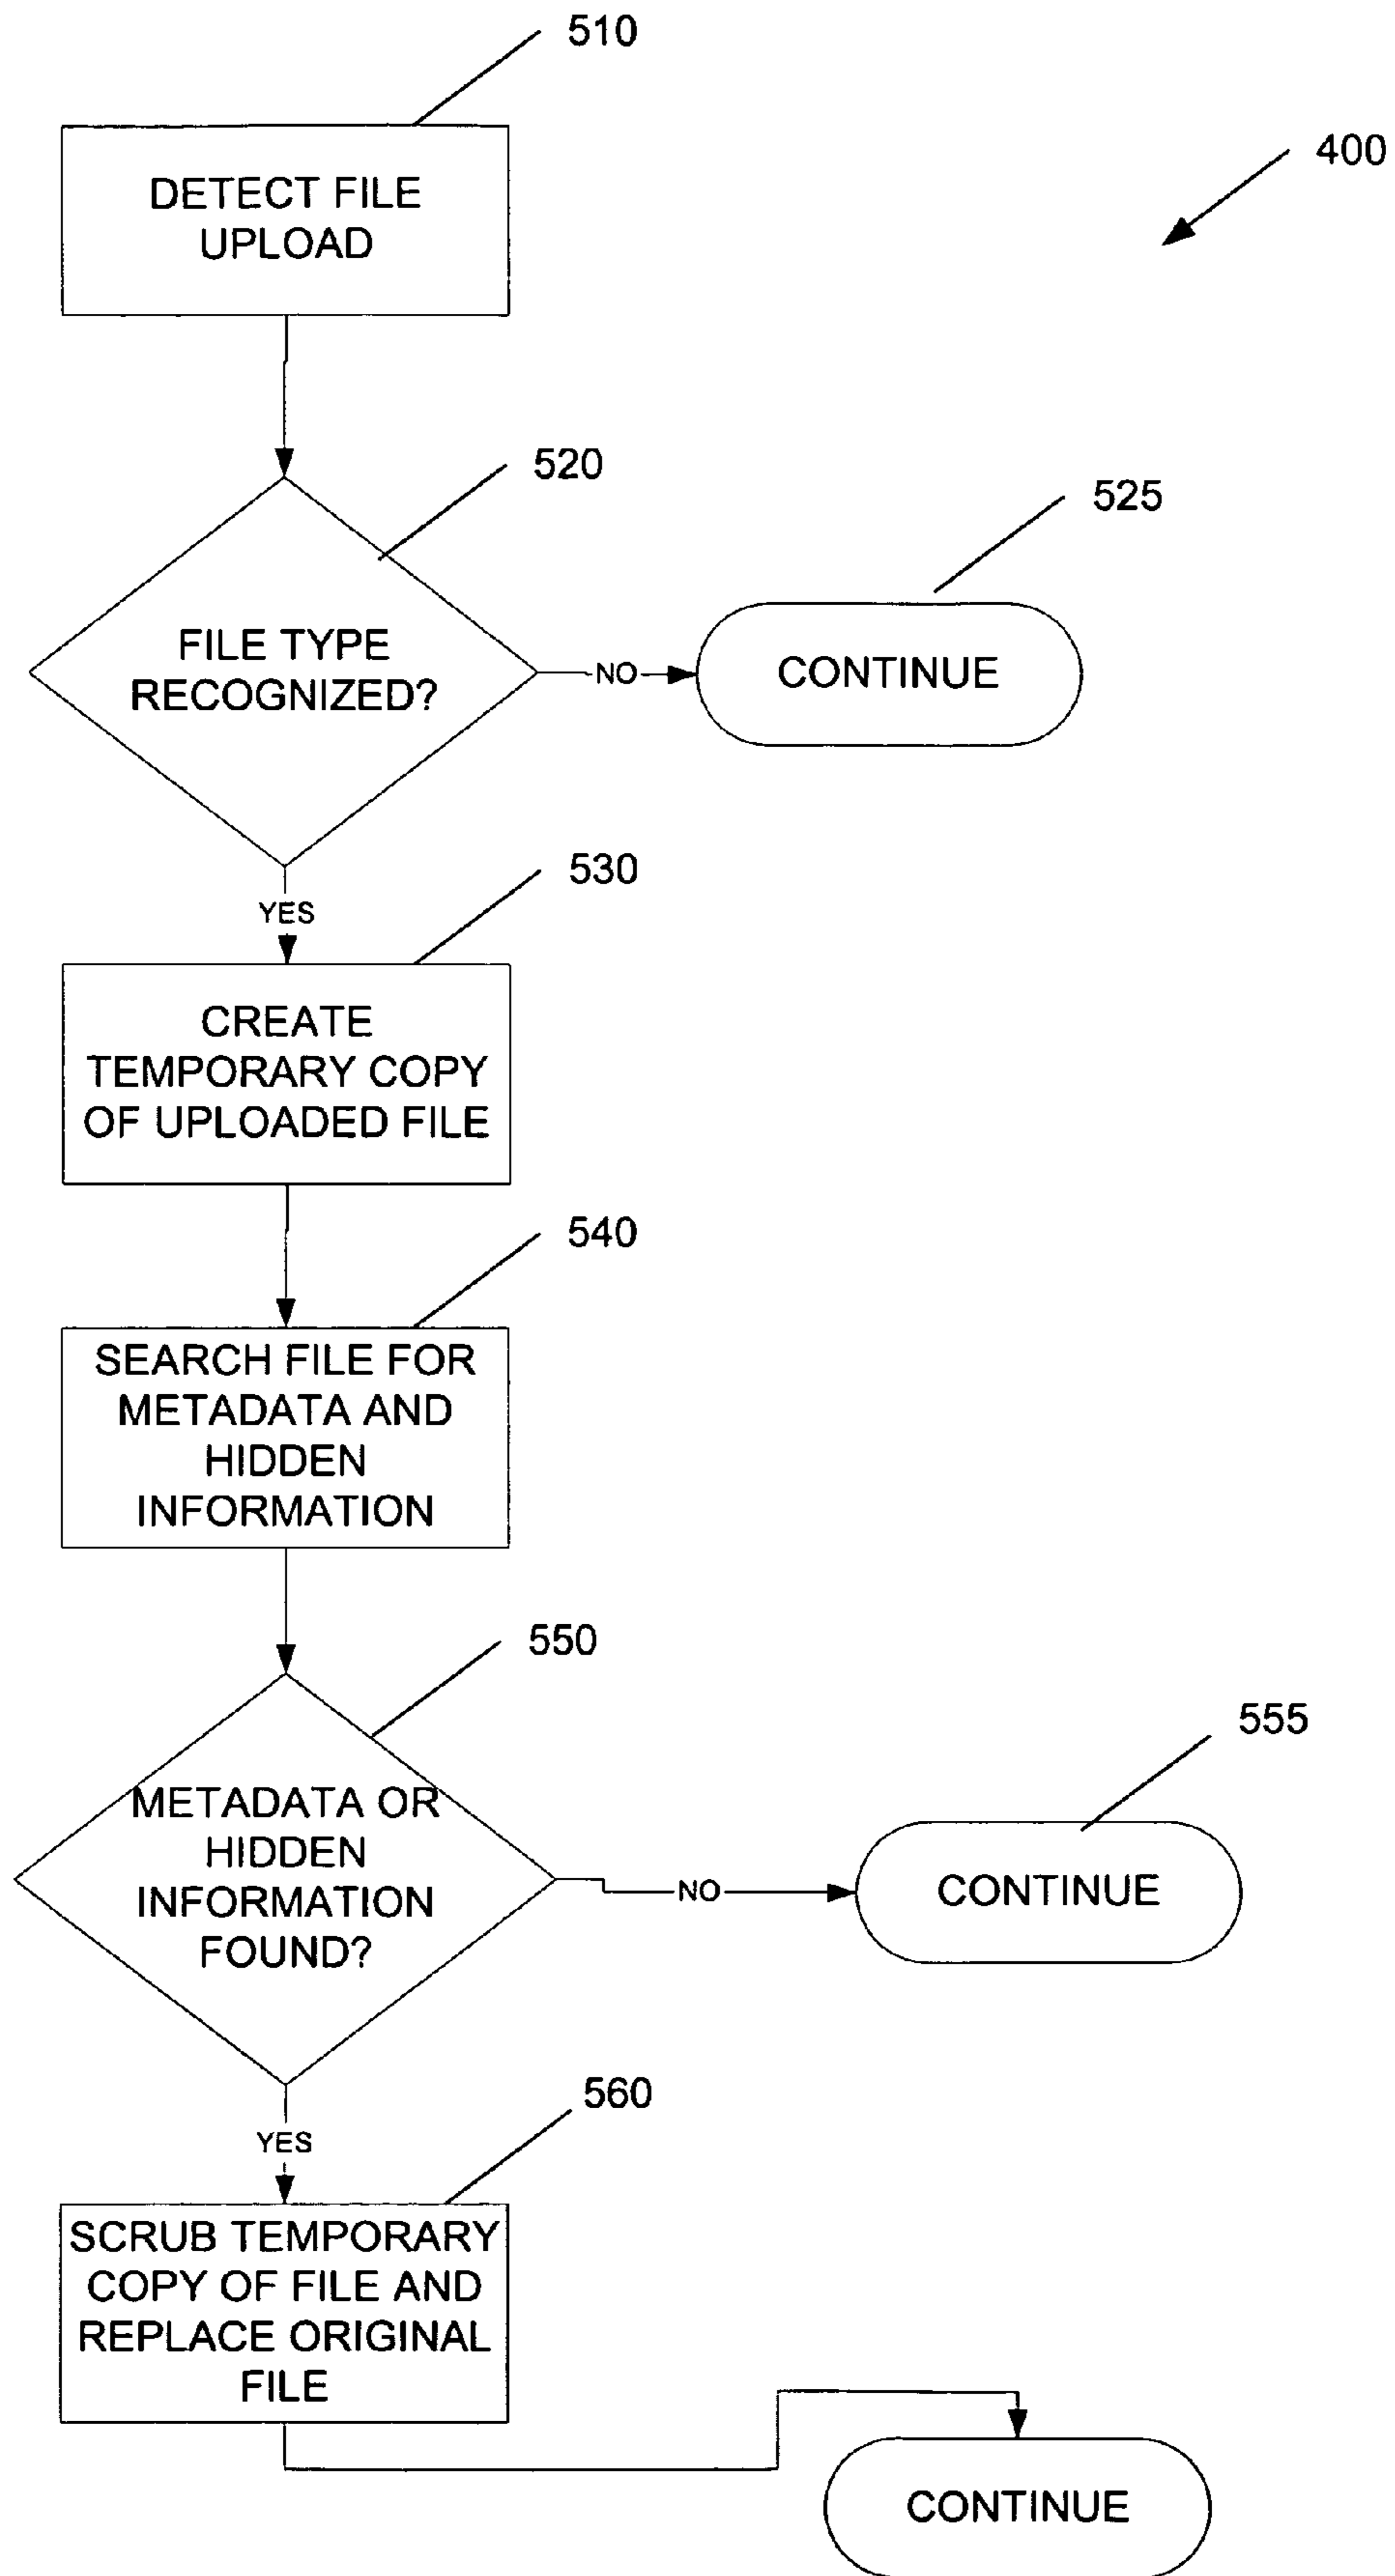 510
400
DETECT FILE
UPLOAD
520
525
FILE TYPE
RECOGNIZED?
NO
CONTINUE
YES
530
CREATE
TEMPORARY COPY
OF UPLOADED FILE
540
SEARCH FILE FOR
METADATA AND
HIDDEN
INFORMATION
550
555
METADATA OR
HIDDEN
INFORMATION
FOUND?
NO
CONTINUE
YES
560
SCRUB TEMPORARY
COPY OF FILE AND
REPLACE ORIGINAL
FILE
CONTINUE